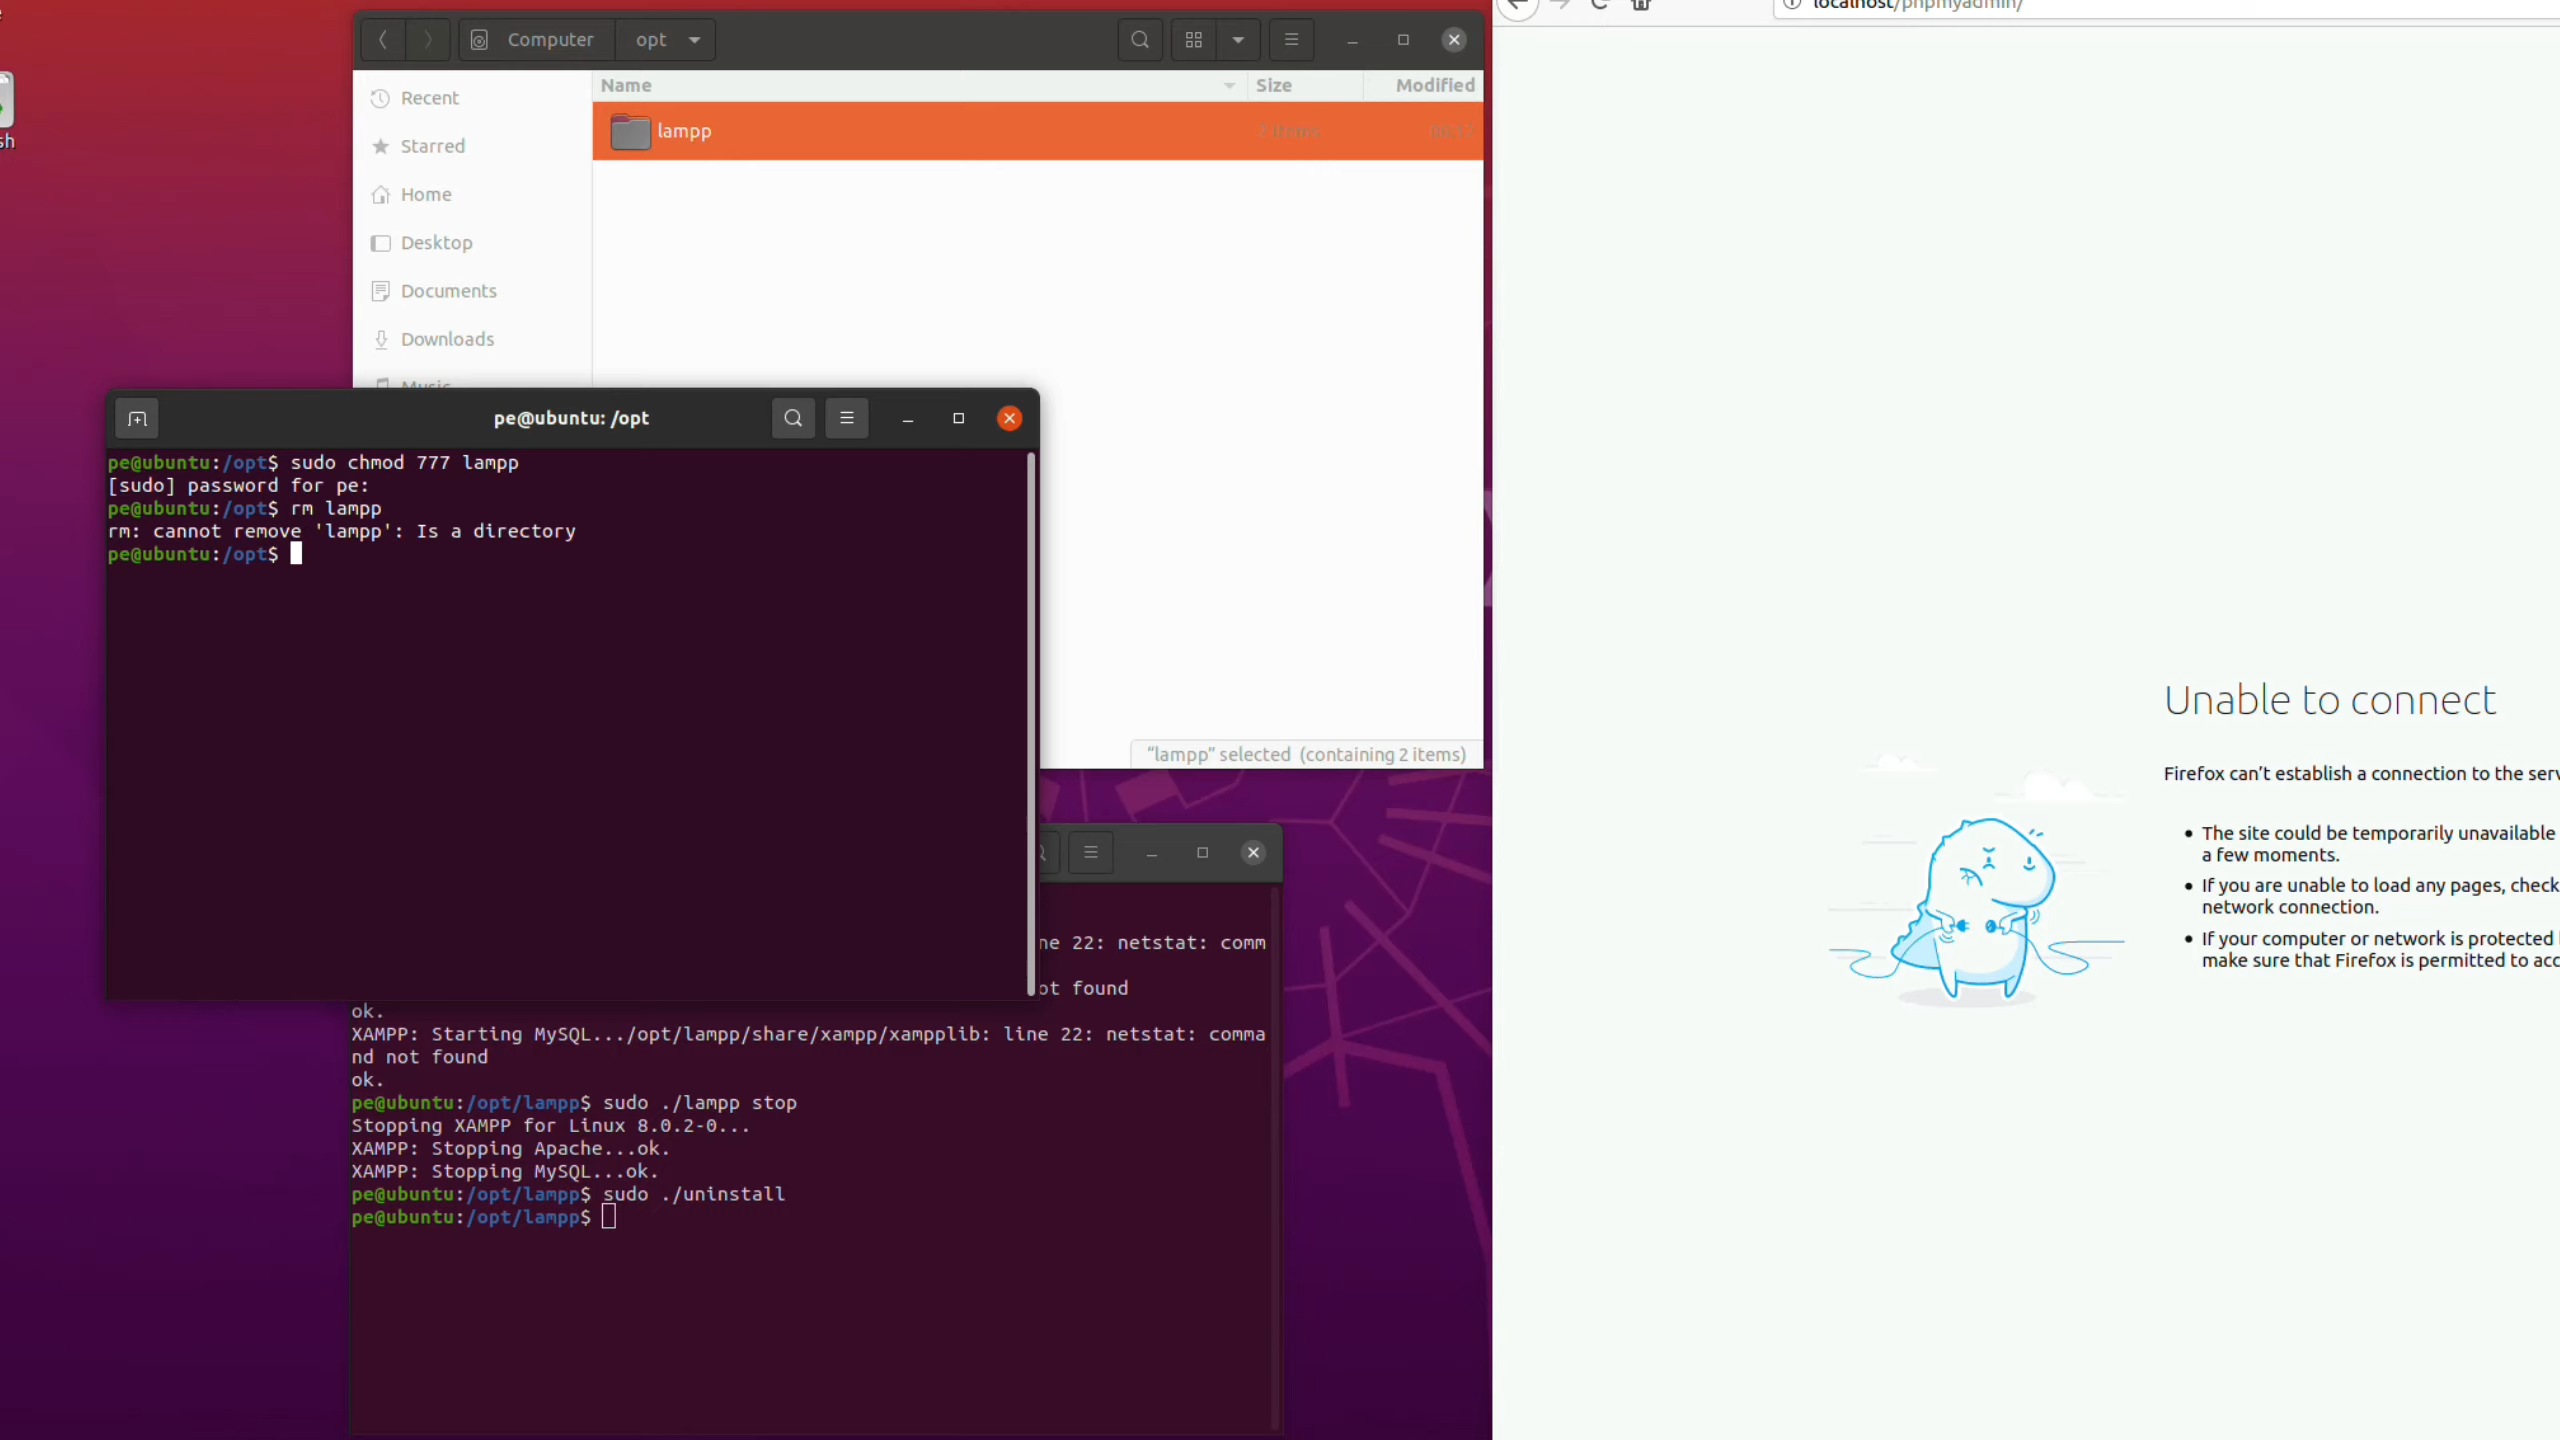 sh
Computer
opt
Name
Size
Modified
Recent
lampp
2 items
Starred
Home
Desktop
Documents
Downloads
Music
"lampp" selected (containing 2 items)
pe@ubuntu: /opt
pe@ubuntu:/opt$ sudo chmod 777 lampp
[sudo] password for pe:
pe@ubuntu:/opt$ rm lampp
rm: cannot remove 'lampp': Is a directory
pe@ubuntu:/opt$
ne 22: netstat: comm
ot found
ok.
XAMPP: Starting MySQL.../opt/lampp/share/xampp/xampplib: line 22: netstat: comma
nd not found
ok.
pe@ubuntu:/opt/lampp$ sudo ./lampp stop
Stopping XAMPP for Linux 8.0.2-0...
XAMPP: Stopping Apache...ok.
XAMPP: Stopping MySQL...ok.
pe@ubuntu:/opt/lampp$ sudo ./uninstall
pe@ubuntu:/opt/lampp$
localhost/phpmyadmin/
Unable to connect
Firefox can't establish a connection to the serv
• The site could be temporarily unavailable
a few moments.
• If you are unable to load any pages, check
network connection.
• If your computer or network is protected
make sure that Firefox is permitted to acc